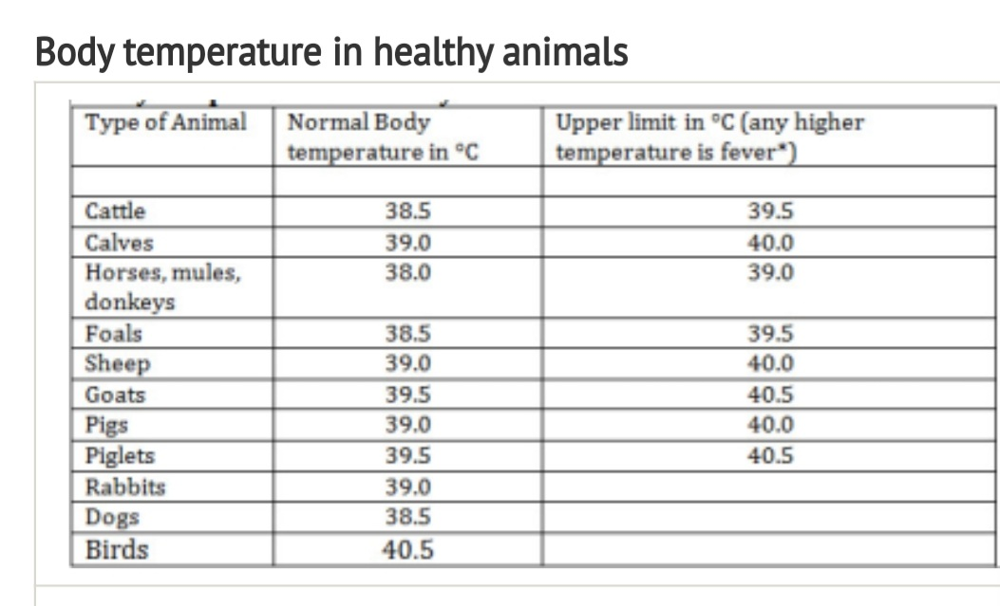 Body temperature in healthy animals
Type of Animal Normal Body Upper limit in °C (any higher
temperature in °C temperature is fever*)
Cattle 38.5 39.5
Calves 39.0 40.0
Horses, mules, 38.0 39.0
donkeys
Foals 38.5 39.5
Sheep 39.0 40.0
Goats 39.5 40.5
Pigs 39.0 40.0
Piglets 39.5 40.5
Rabbits 39.0
Dogs 38.5
Birds 40.5